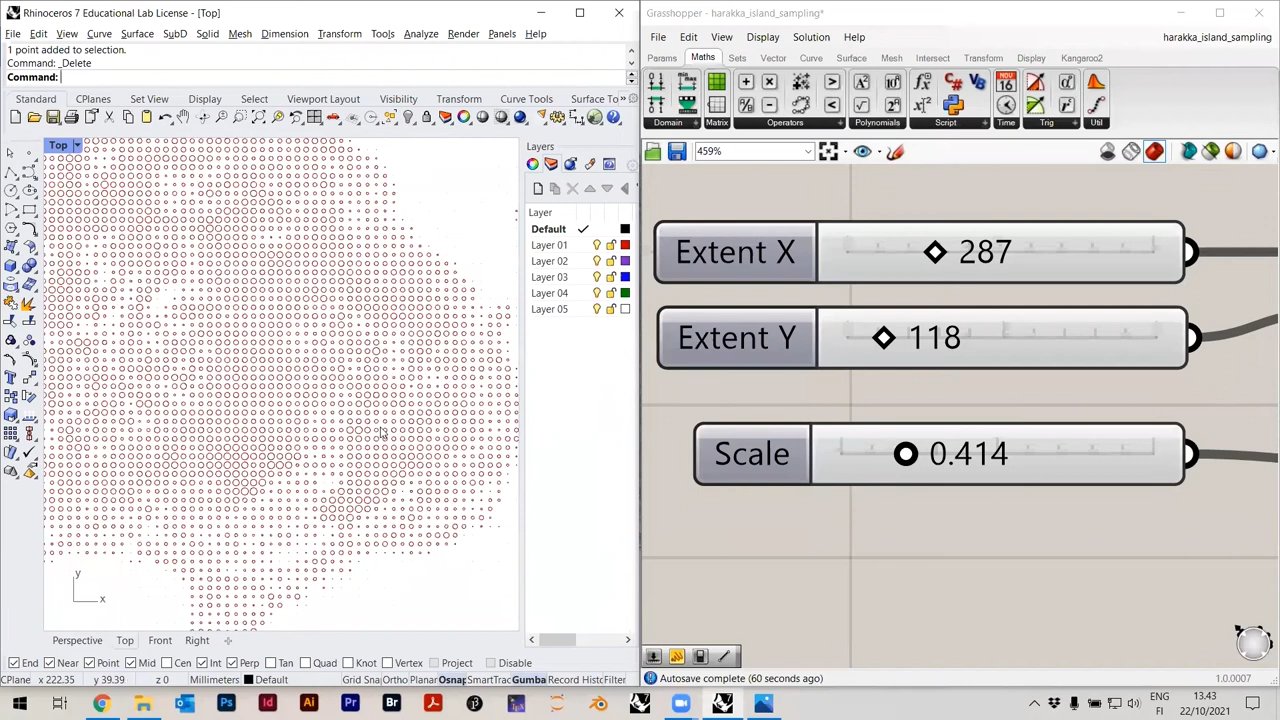 Rhinoceros 7 Educational Lab License - [Top]
File Edit View Curve Surface SubD Solid Mesh Dimension Transform Tools Analyze Render Panels Help
1 point added to selection.
Command: _Delete
Command:
Standard CPlanes Set View Display Select Viewport Layout Visibility Transform Curve Tools Surface To
Top
Layers
Layer
Default
Layer 01
Layer 02
Layer 03
Layer 04
Layer 05
y
x
Perspective Top Front Right
End Near Point Mid Cen Int Perp Tan Quad Knot Vertex Project Disable
CPlane x 222.35 y 39.39 z 0 Millimeters Default Grid Sn Ortho Planar Osnap SmartTrac Gumba Record Hist Filter
Grasshopper - harakka_island_sampling*
File Edit View Display Solution Help harakka_island_sampling
Params Maths Sets Vector Curve Surface Mesh Intersect Transform Display Kangaroo2
Domain Matrix Operators Polynomials Script Time Trig Util
459%
Extent X 287
Extent Y 118
Scale 0.414
Autosave complete (60 seconds ago) 1.0.0007
ENG 13.43
FI 22/10/2021